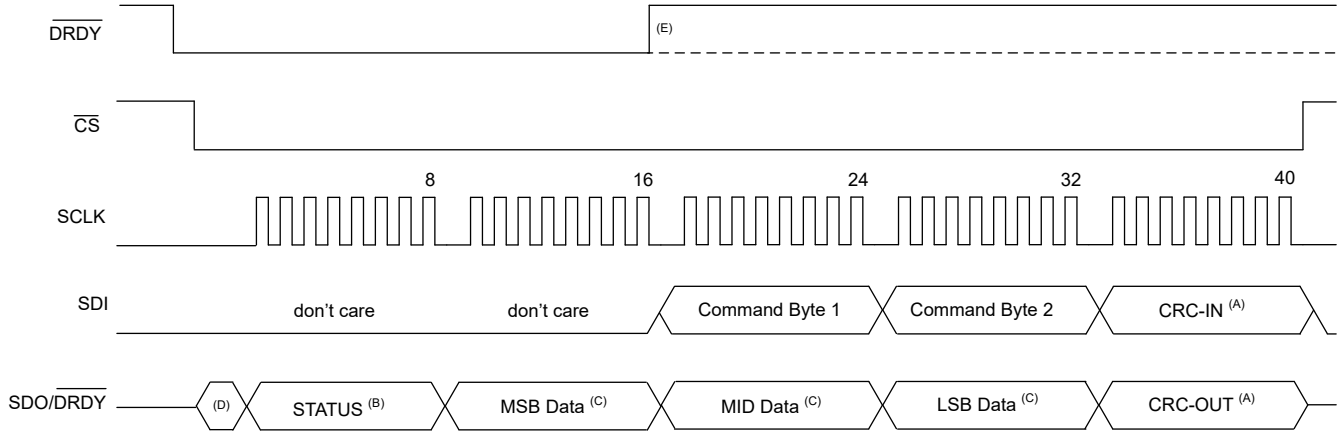 DRDY
(E)
CS
8 16 24 32 40
SCLK
SDI
don't care don't care Command Byte 1 Command Byte 2 CRC-IN (A)
SDO/DRDY (D) STATUS (B) MSB Data (C) MID Data (C) LSB Data (C) CRC-OUT (A)